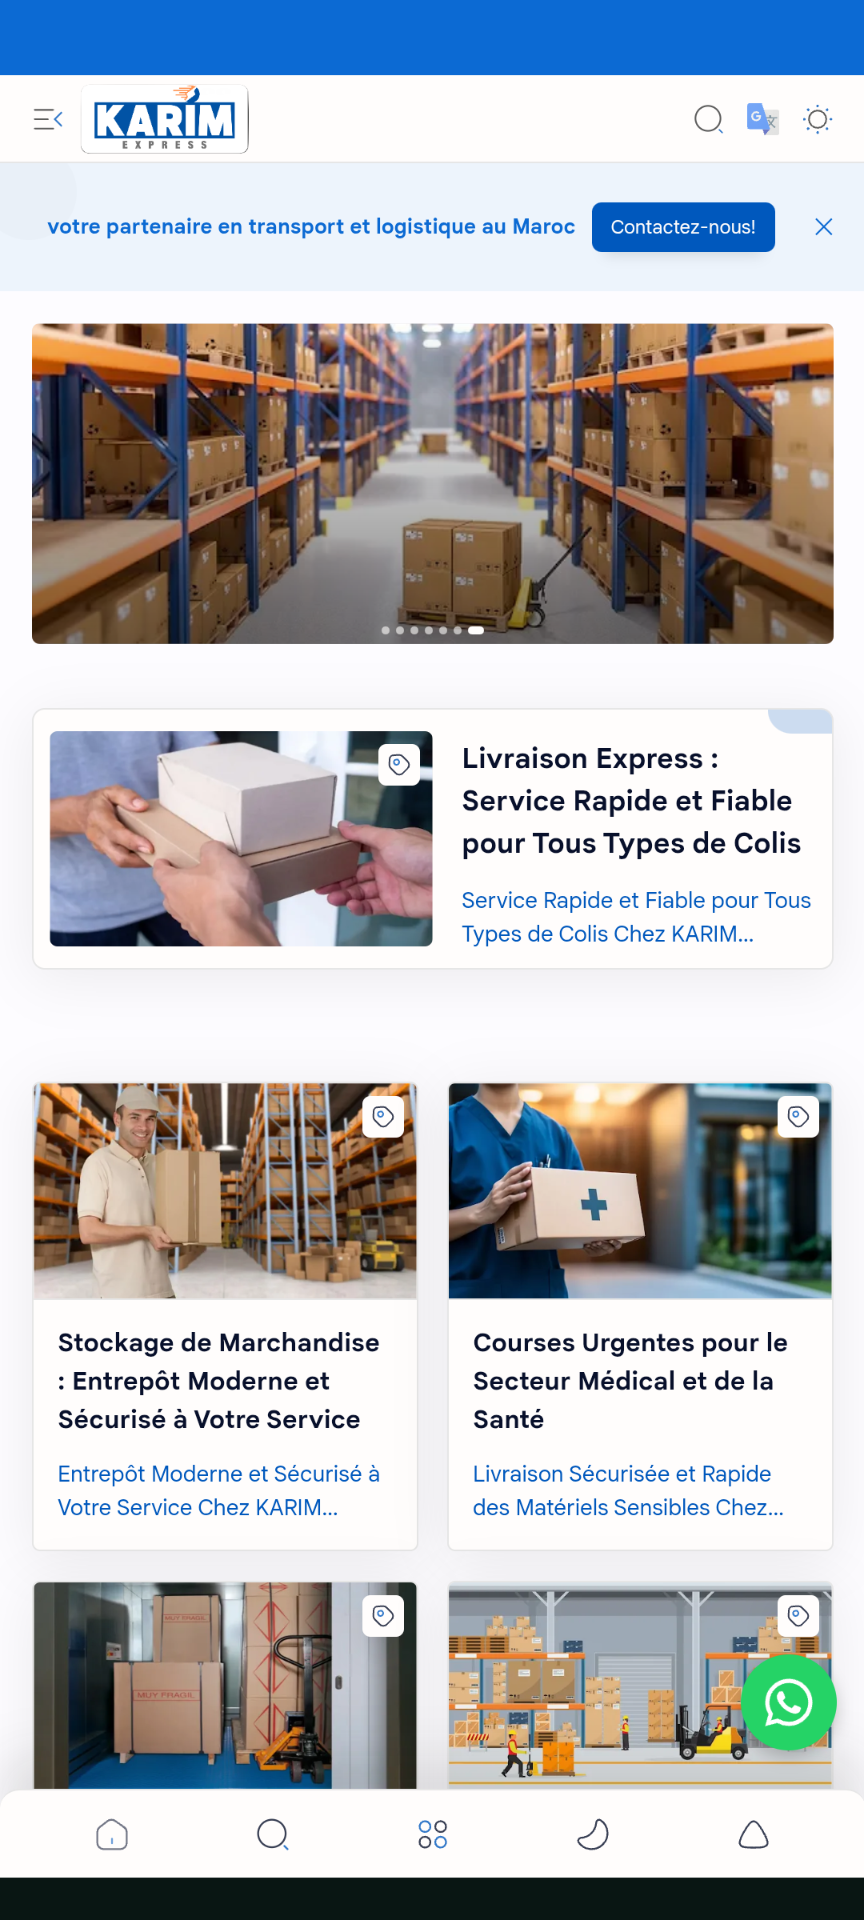 KARIM
EXPRESS
votre partenaire en transport et logistique au Maroc
Contactez-nous!
Livraison Express :
Service Rapide et Fiable
pour Tous Types de Colis
Service Rapide et Fiable pour Tous
Types de Colis Chez KARIM...
Stockage de Marchandise
: Entrepôt Moderne et
Sécurisé à Votre Service
Entrepôt Moderne et Sécurisé à
Votre Service Chez KARIM...
Courses Urgentes pour le
Secteur Médical et de la
Santé
Livraison Sécurisée et Rapide
des Matériels Sensibles Chez...
MUY FRAGIL
MUY FRAGIL